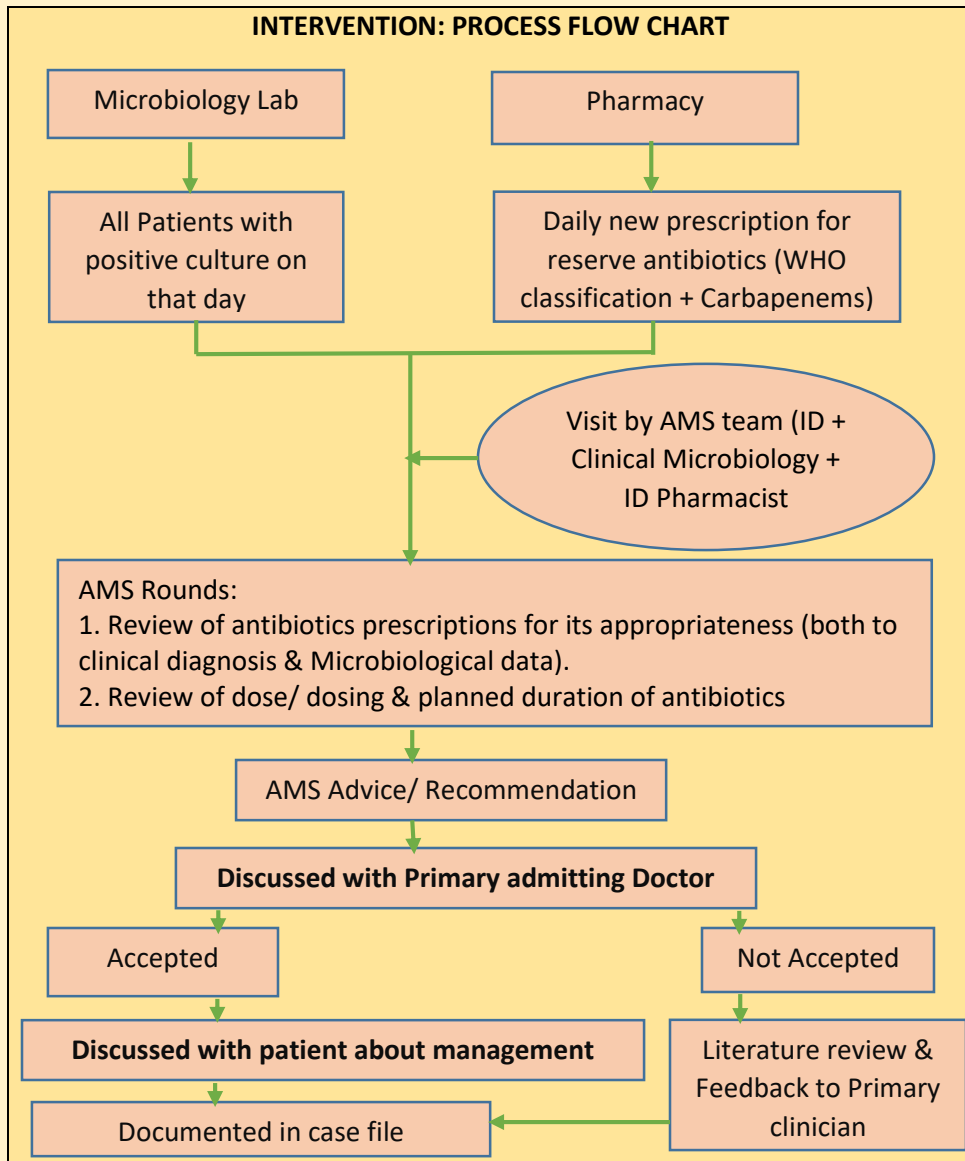 INTERVENTION: PROCESS FLOW CHART
Microbiology Lab
Pharmacy
All Patients with
positive culture on
that day
Daily new prescription for
reserve antibiotics (WHO
classification + Carbapenems)
Visit by AMS team (ID +
Clinical Microbiology +
ID Pharmacist
AMS Rounds:
1. Review of antibiotics prescriptions for its appropriateness (both to
clinical diagnosis & Microbiological data).
2. Review of dose/ dosing & planned duration of antibiotics
AMS Advice/ Recommendation
Discussed with Primary admitting Doctor
Accepted
Not Accepted
Discussed with patient about management
Literature review &
Feedback to Primary
clinician
Documented in case file